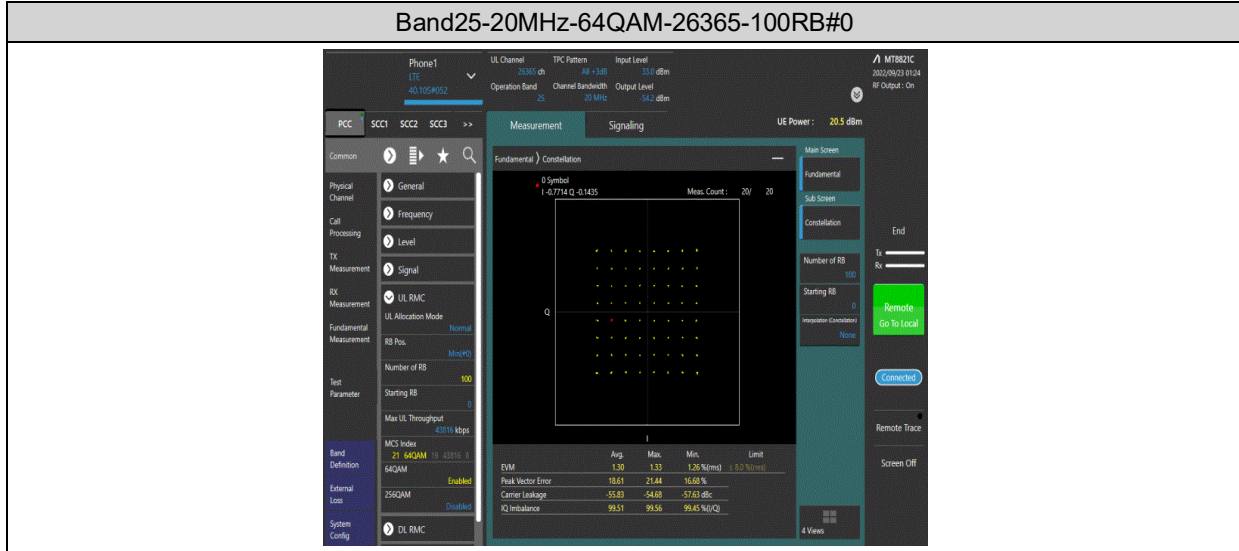 Band25-20MHz-64QAM-26365-100RB#0
Phone1
LTE
40.105#052
UL Channel
26365 ch
TPC Pattern
All +3dB
Input Level
33.0 dBm
Operation Band
25
Channel Bandwidth
20 MHz
Output Level
-54.2 dBm
MT8821C
2022/09/23 01:24
RF Output : On
PCC SCC1 SCC2 SCC3 >>
Measurement Signaling
UE Power : 20.5 dBm
Common
Physical
Channel
Call
Processing
TX
Measurement
RX
Measurement
Fundamental
Measurement
Test
Parameter
Band
Definition
External
Loss
System
Config
General
Frequency
Level
Signal
UL RMC
UL Allocation Mode
Normal
RB Pos.
Min(#0)
Number of RB
100
Starting RB
0
Max UL Throughput
43816 kbps
MCS Index
21 64QAM 19 43816 8
64QAM
Enabled
256QAM
Disabled
DL RMC
Fundamental Constellation
0 Symbol
I -0.7714 Q -0.1435
Meas. Count : 20/ 20
Q
I
Avg. Max. Min. Limit
EVM 1.30 1.33 1.26 %(rms) ≤ 8.0 %(rms)
Peak Vector Error 18.61 21.44 16.68 %
Carrier Leakage -55.83 -54.68 -57.63 dBc
IQ Imbalance 99.51 99.56 99.45 %(I/Q)
Main Screen
Fundamental
Sub Screen
Constellation
Number of RB
100
Starting RB
0
Interpolation (Constellation)
None
4 Views
End
Tx
Rx
Remote
Go To Local
Connected
Remote Trace
Screen Off